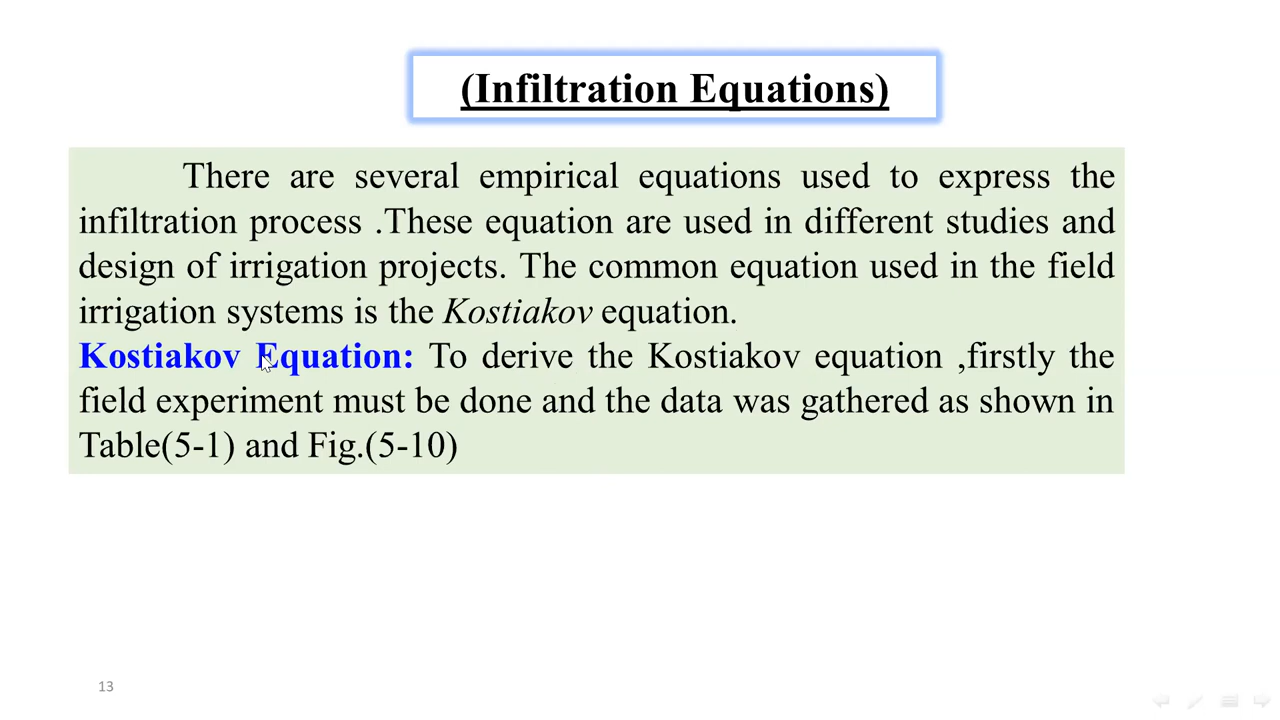 (Infiltration Equations)
There are several empirical equations used to express the
infiltration process .These equation are used in different studies and
design of irrigation projects. The common equation used in the field
irrigation systems is the Kostiakov equation.
Kostiakov Equation: To derive the Kostiakov equation ,firstly the
field experiment must be done and the data was gathered as shown in
Table(5-1) and Fig.(5-10)
13